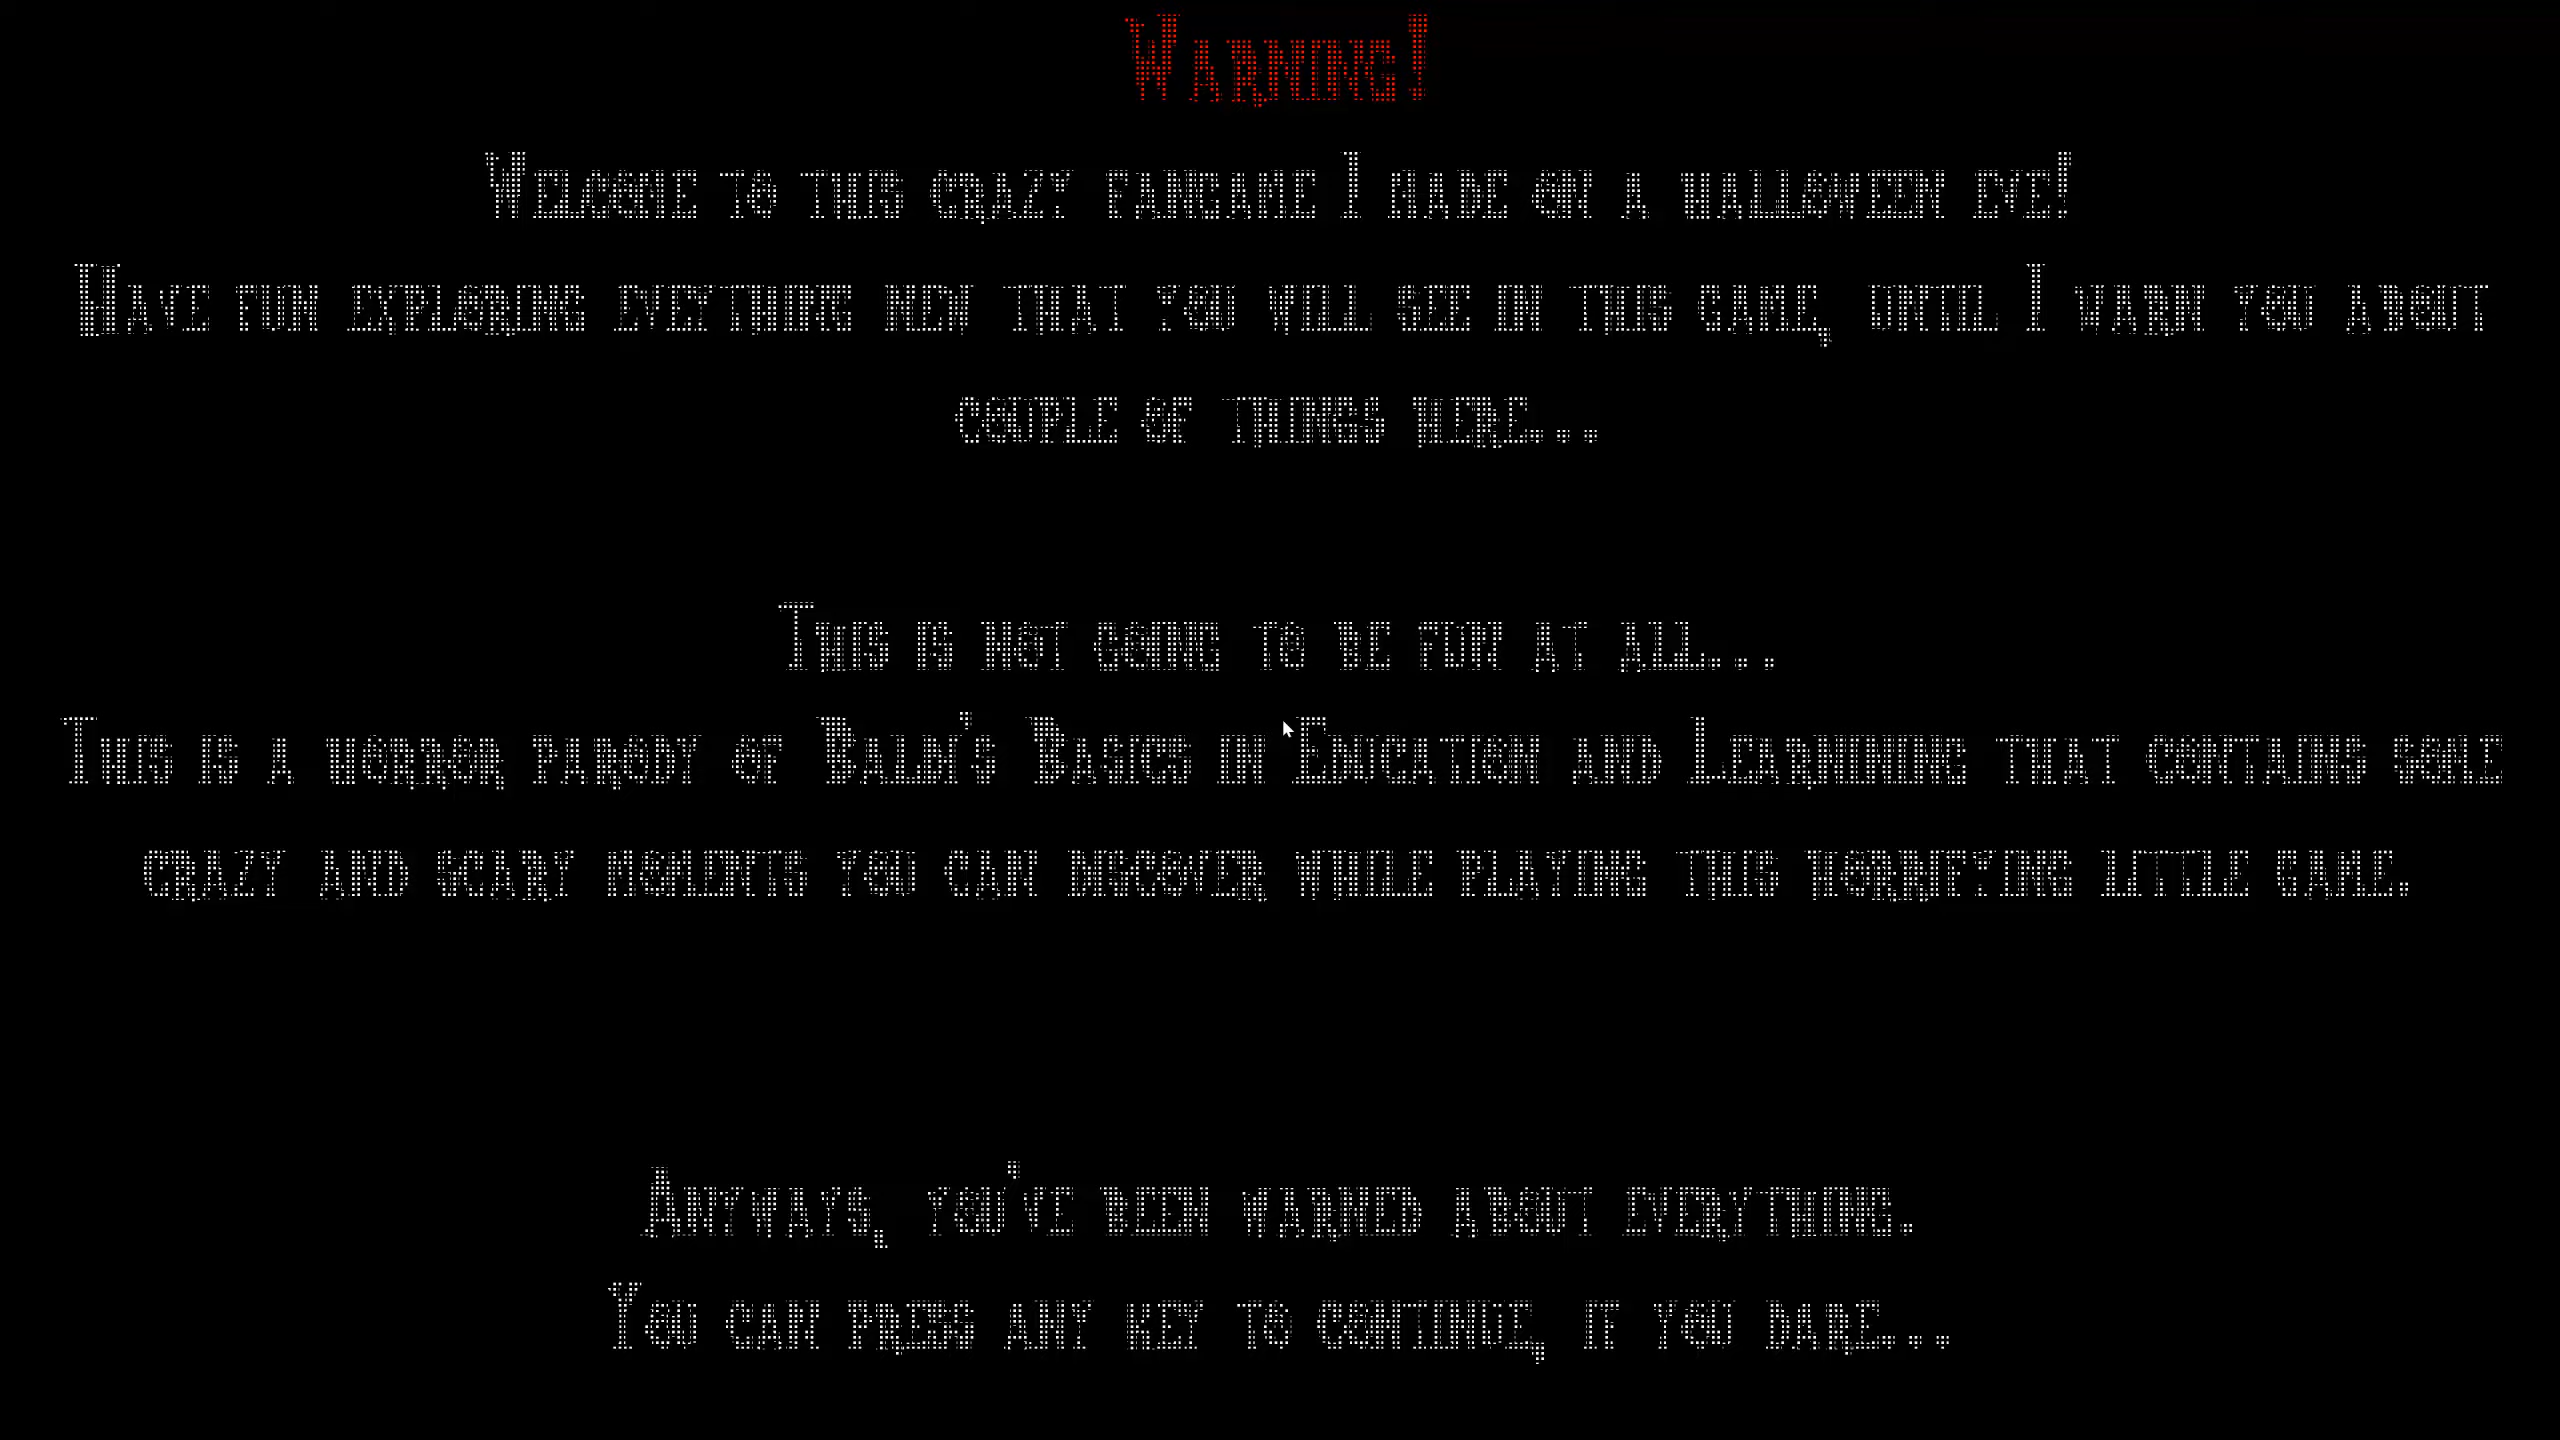 Warning!
Welcome to this crazy fangame I made on a halloween eve!
Have fun exploring eveything new that you will see in this game, until I warn you about
couple of things here...
This is not going to be fun at all...
This is a horror parody of Baldi's Basics in Education and Learnining that contains some
crazy and scary moments you can discover while playing this horrifying little game.
Anyways, you've been warned about everything.
You can press any key to continue, if you dare...